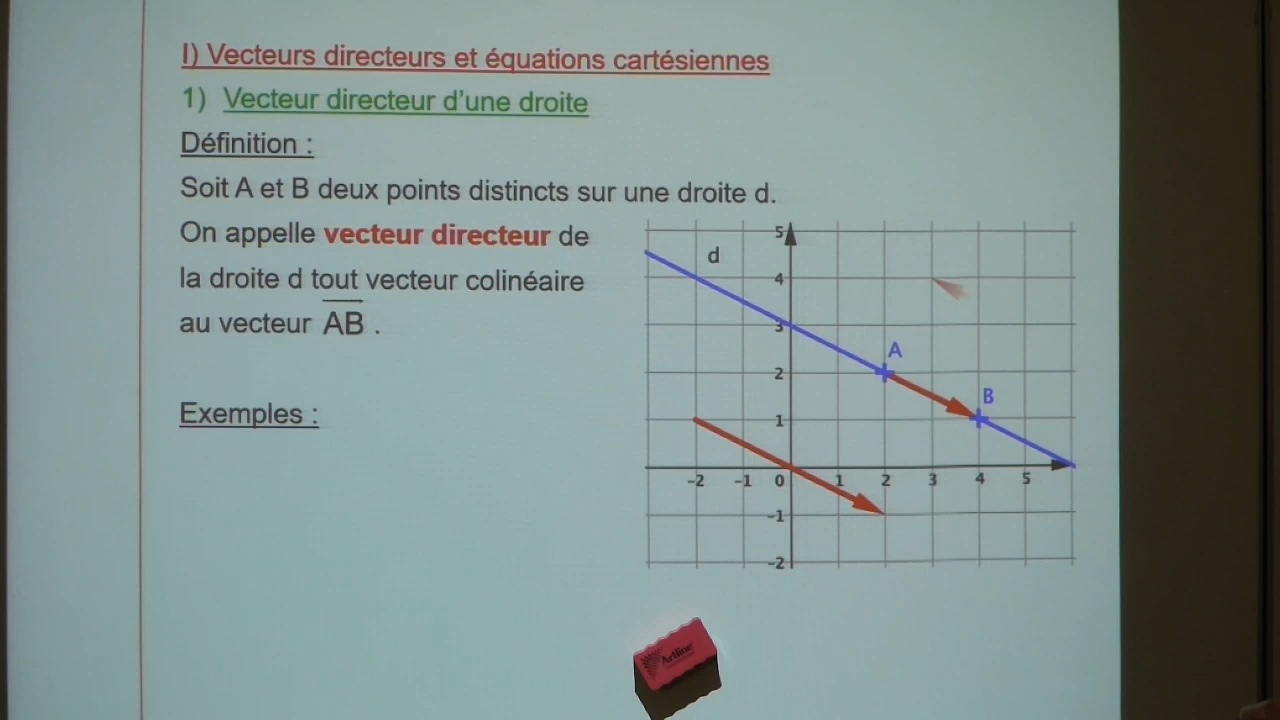 I) Vecteurs directeurs et équations cartésiennes
1) Vecteur directeur d'une droite
Définition :
Soit A et B deux points distincts sur une droite d.
On appelle vecteur directeur de
la droite d tout vecteur colinéaire
au vecteur AB .
Exemples :
5
d
4
3
A
2
B
1
-2 -1 0 1 2 3 4 5
-1
-2
Artline